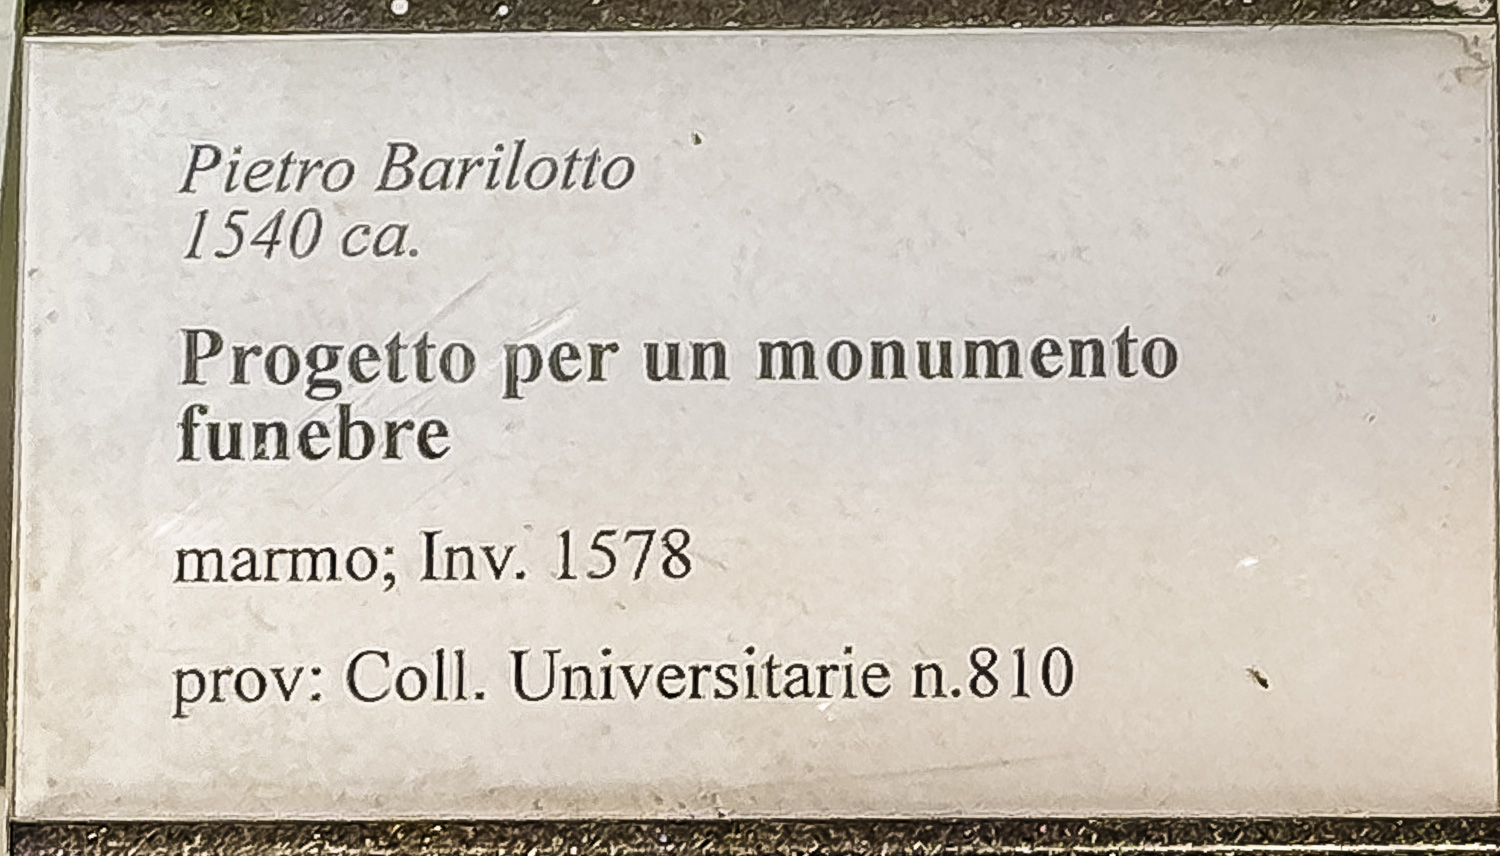 Pietro Barilotto
1540 ca.
Progetto per un monumento
funebre
marmo; Inv. 1578
prov: Coll. Universitarie n.810